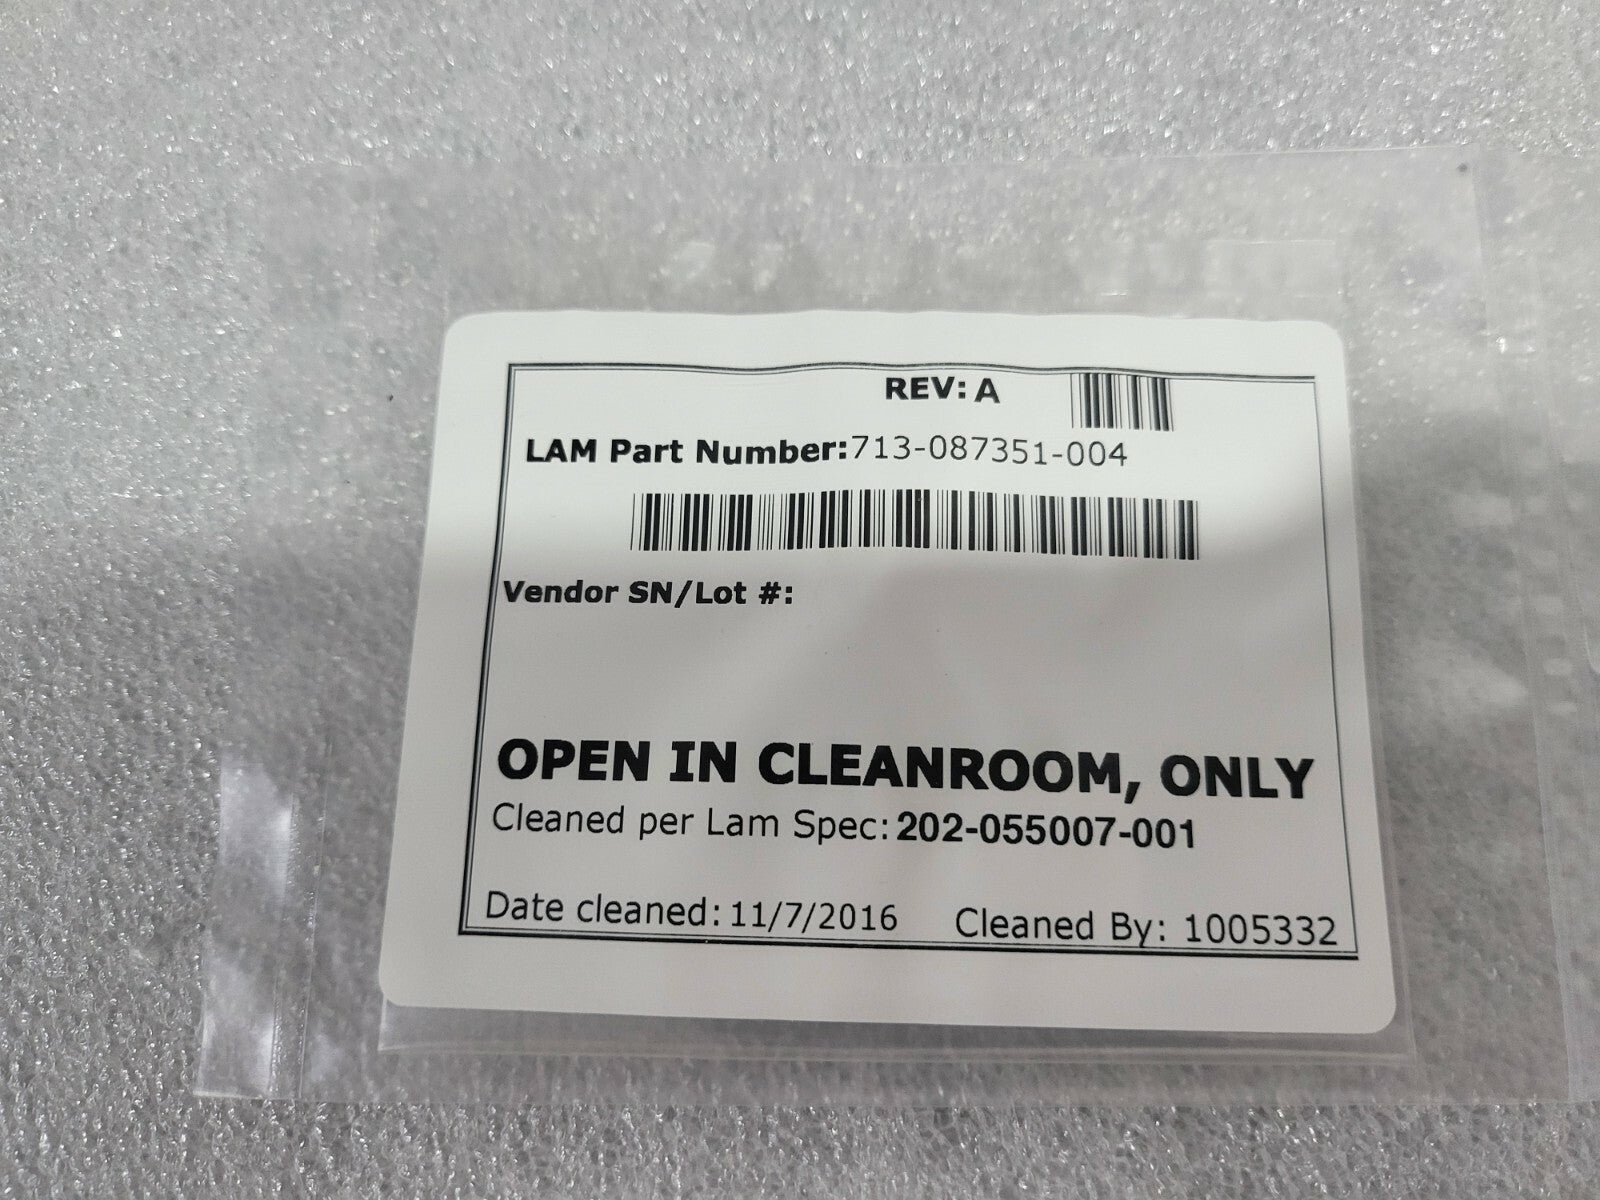 REV: A
LAM Part Number:713-087351-004
Vendor SN/Lot #:
OPEN IN CLEANROOM, ONLY
Cleaned per Lam Spec: 202-055007-001
Date cleaned: 11/7/2016 Cleaned By: 1005332